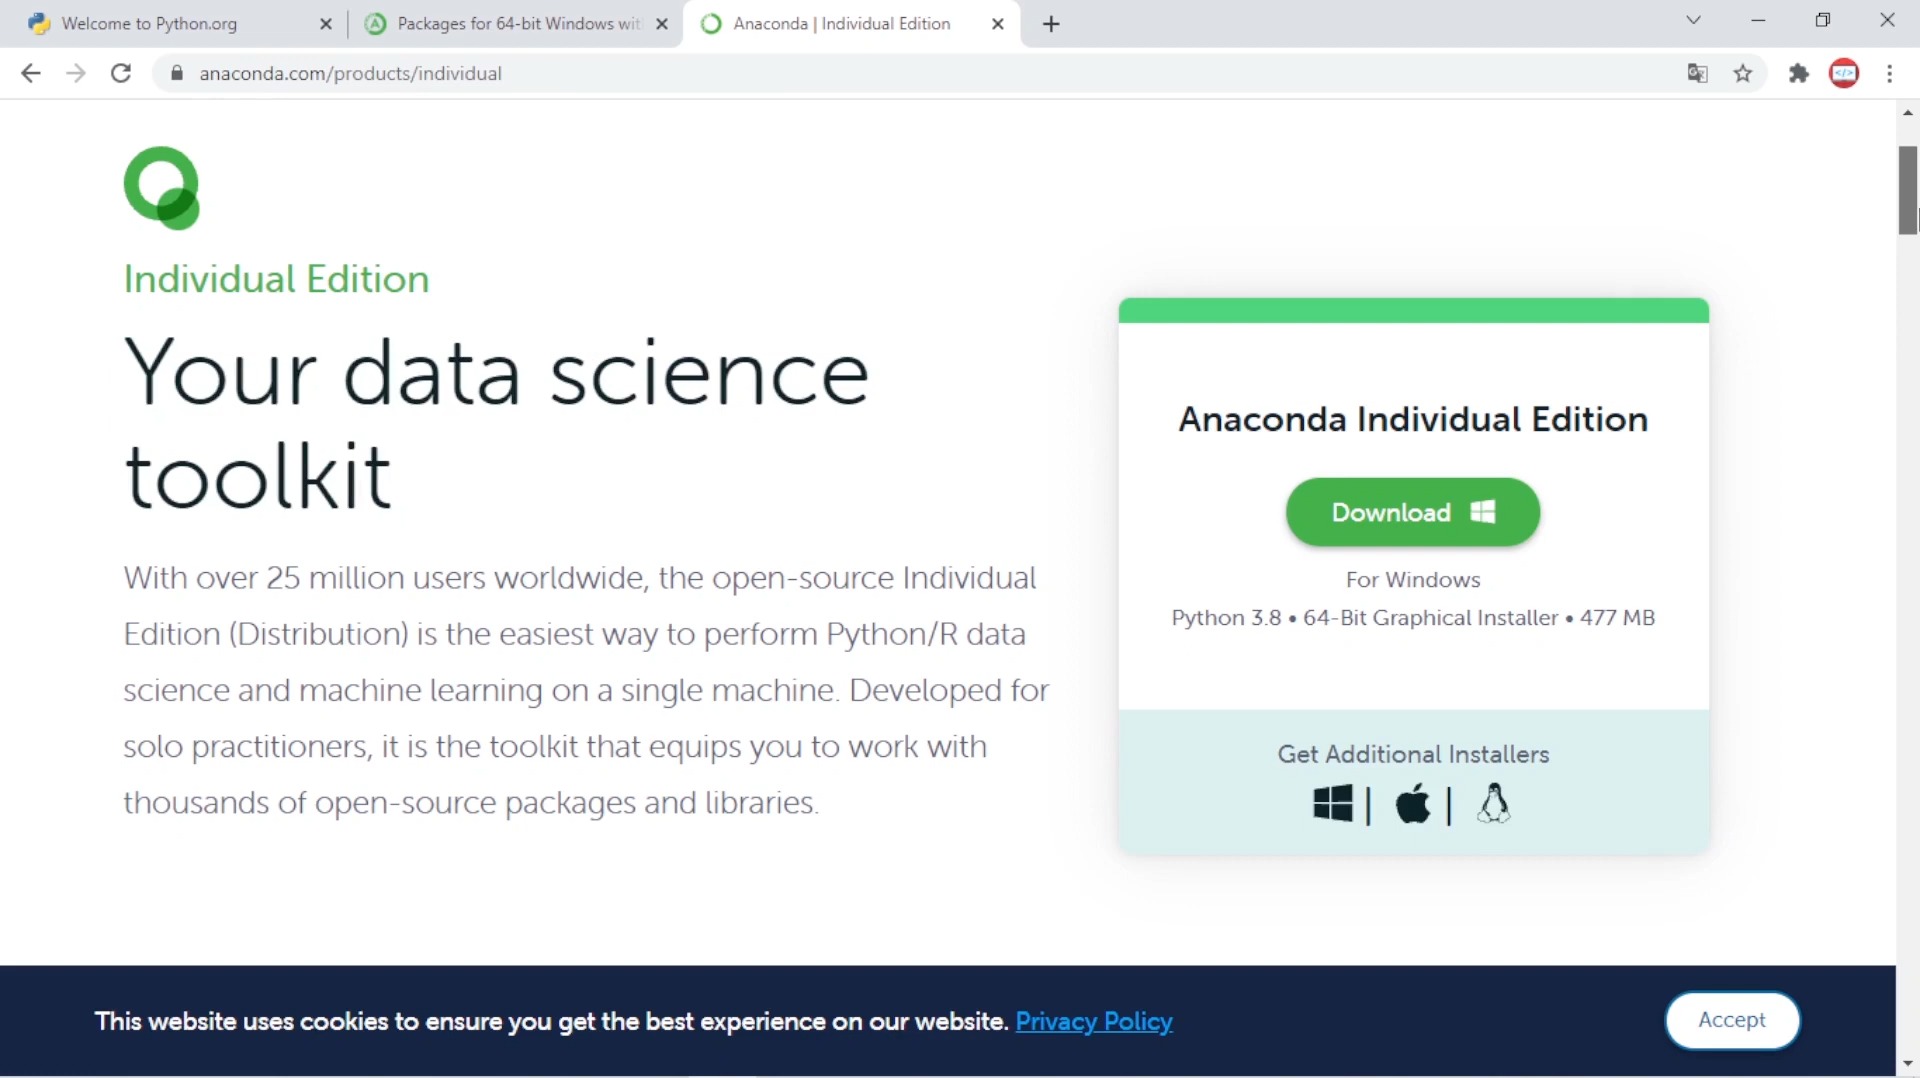 Welcome to Python.org
Packages for 64-bit Windows wit
Anaconda | Individual Edition
anaconda.com/products/individual
Individual Edition
Your data science
toolkit
With over 25 million users worldwide, the open-source Individual
Edition (Distribution) is the easiest way to perform Python/R data
science and machine learning on a single machine. Developed for
solo practitioners, it is the toolkit that equips you to work with
thousands of open-source packages and libraries.
Anaconda Individual Edition
Download
For Windows
Python 3.8 • 64-Bit Graphical Installer • 477 MB
Get Additional Installers
This website uses cookies to ensure you get the best experience on our website. Privacy Policy
Accept